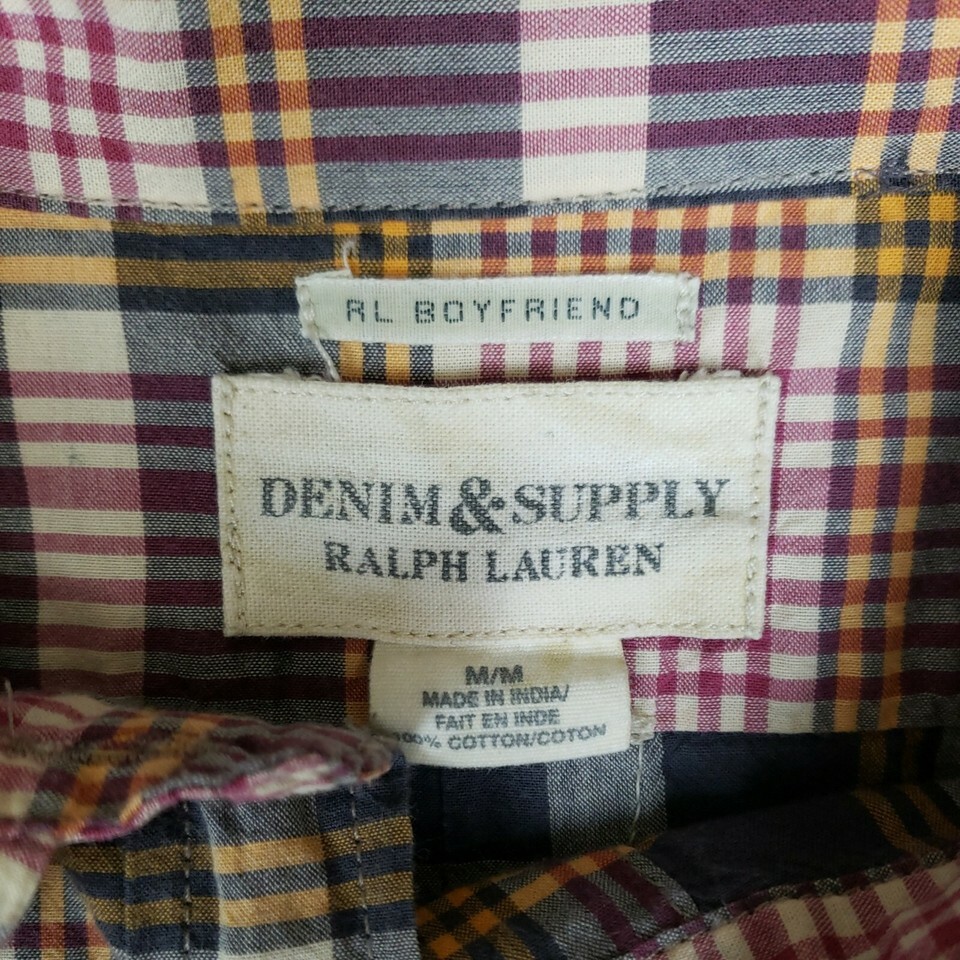 RL BOYFRIEND
DENIM & SUPPLY
RALPH LAUREN
M/M
MADE IN INDIA/
FAIT EN INDE
100% COTTON/COTON